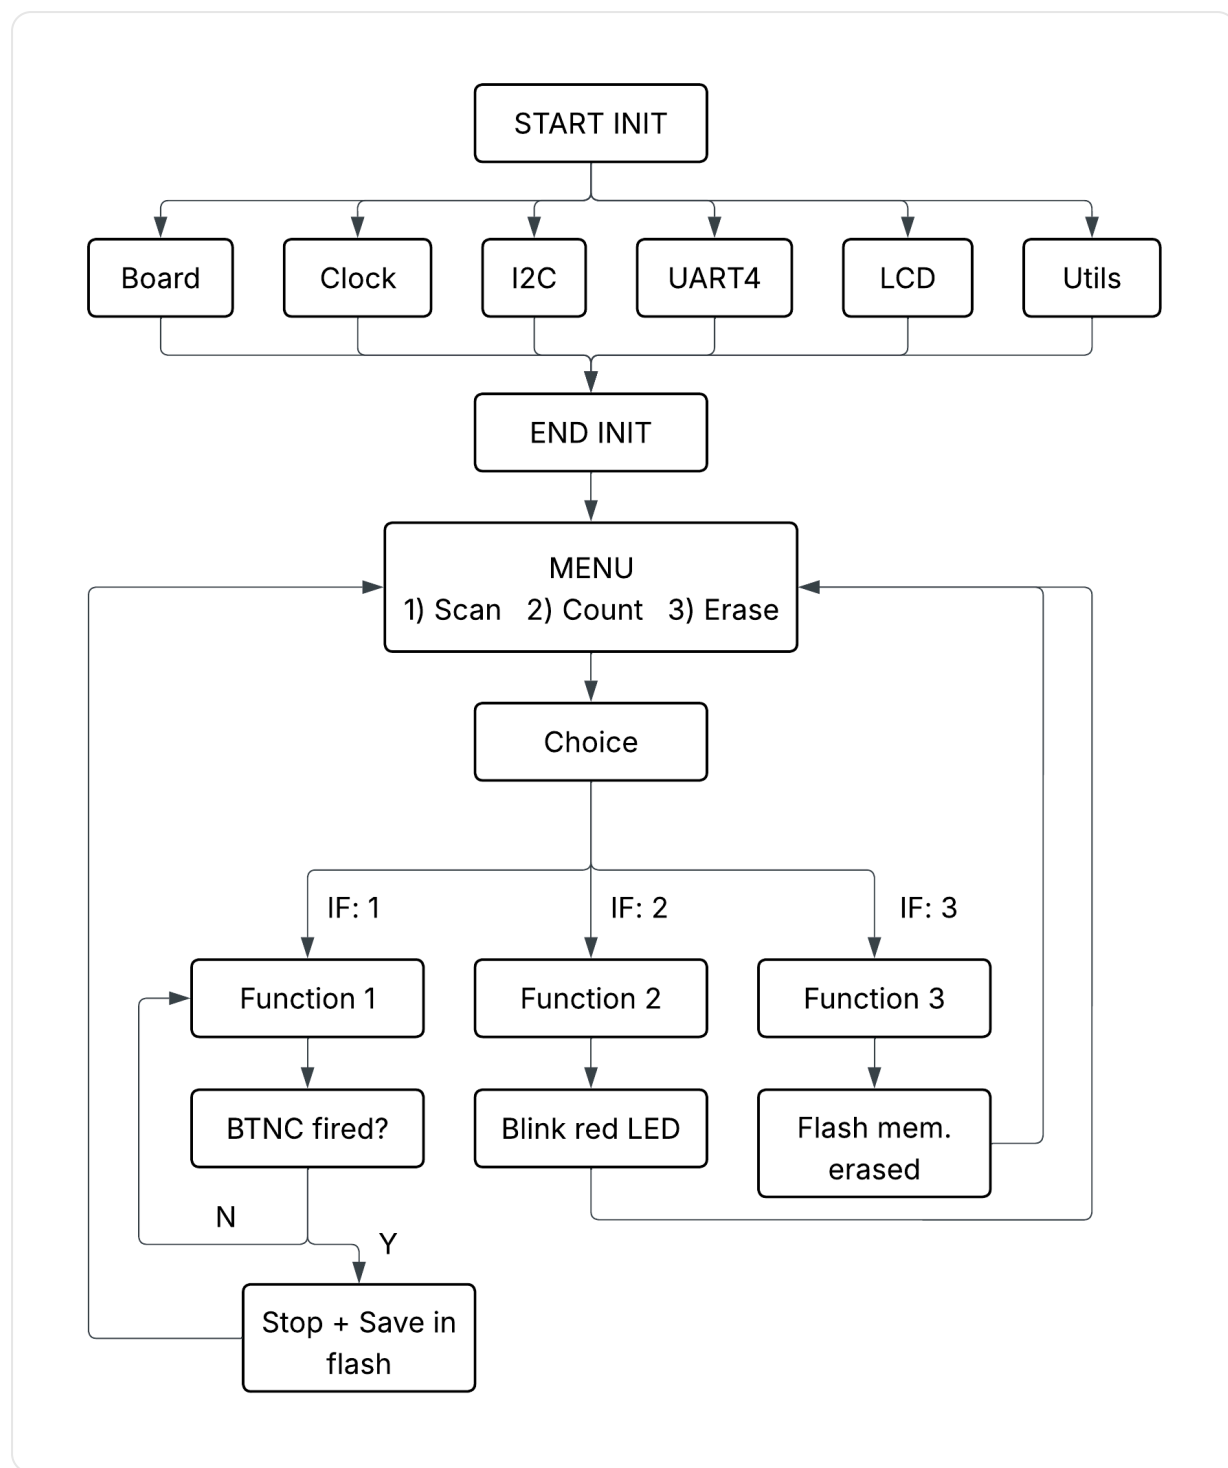 START INIT
Board
Clock
I2C
UART4
LCD
Utils
END INIT
MENU
1) Scan 2) Count 3) Erase
Choice
IF: 1
IF: 2
IF: 3
Function 1
Function 2
Function 3
BTNC fired?
Blink red LED
Flash mem.
erased
N
Y
Stop + Save in
flash